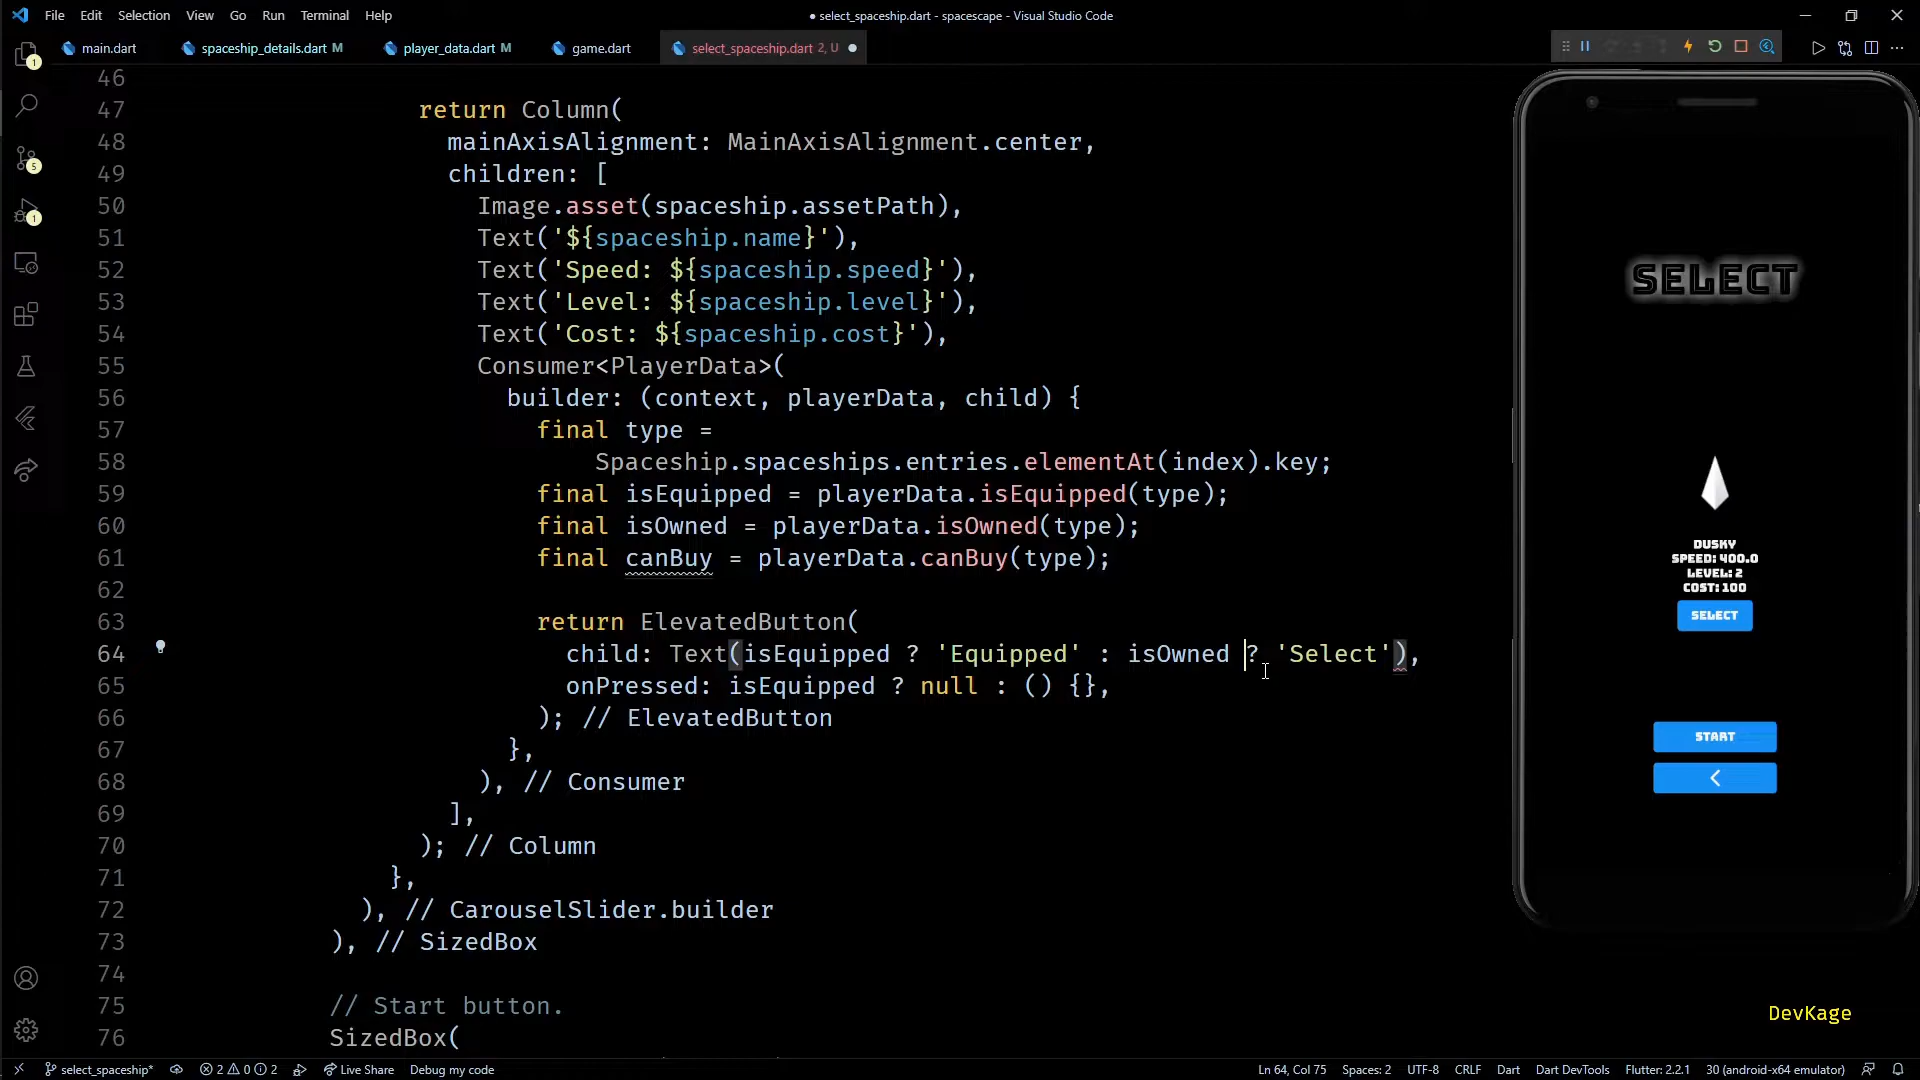 File Edit Selection View Go Run Terminal Help
● select_spaceship.dart - spacescape - Visual Studio Code
main.dart spaceship_details.dart M player_data.dart M game.dart select_spaceship.dart 2, U
46
47 return Column(
48 mainAxisAlignment: MainAxisAlignment.center,
49 children: [
50 Image.asset(spaceship.assetPath),
51 Text('${spaceship.name}'),
52 Text('Speed: ${spaceship.speed}'),
53 Text('Level: ${spaceship.level}'),
54 Text('Cost: ${spaceship.cost}'),
55 Consumer<PlayerData>(
56 builder: (context, playerData, child) {
57 final type =
58 Spaceship.spaceships.entries.elementAt(index).key;
59 final isEquipped = playerData.isEquipped(type);
60 final isOwned = playerData.isOwned(type);
61 final canBuy = playerData.canBuy(type);
62
63 return ElevatedButton(
64 child: Text(isEquipped ? 'Equipped' : isOwned ? 'Select'),
65 onPressed: isEquipped ? null : () {},
66 ); // ElevatedButton
67 },
68 ), // Consumer
69 ],
70 ); // Column
71 },
72 ), // CarouselSlider.builder
73 ), // SizedBox
74
75 // Start button.
76 SizedBox(
1
5
1
SELECT
DUSKY
SPEED: 400.0
LEVEL: 2
COST: 100
SELECT
START
DevKage
select_spaceship* 2 0 2 Live Share Debug my code
Ln 64, Col 75 Spaces: 2 UTF-8 CRLF Dart Dart DevTools Flutter: 2.2.1 30 (android-x64 emulator)